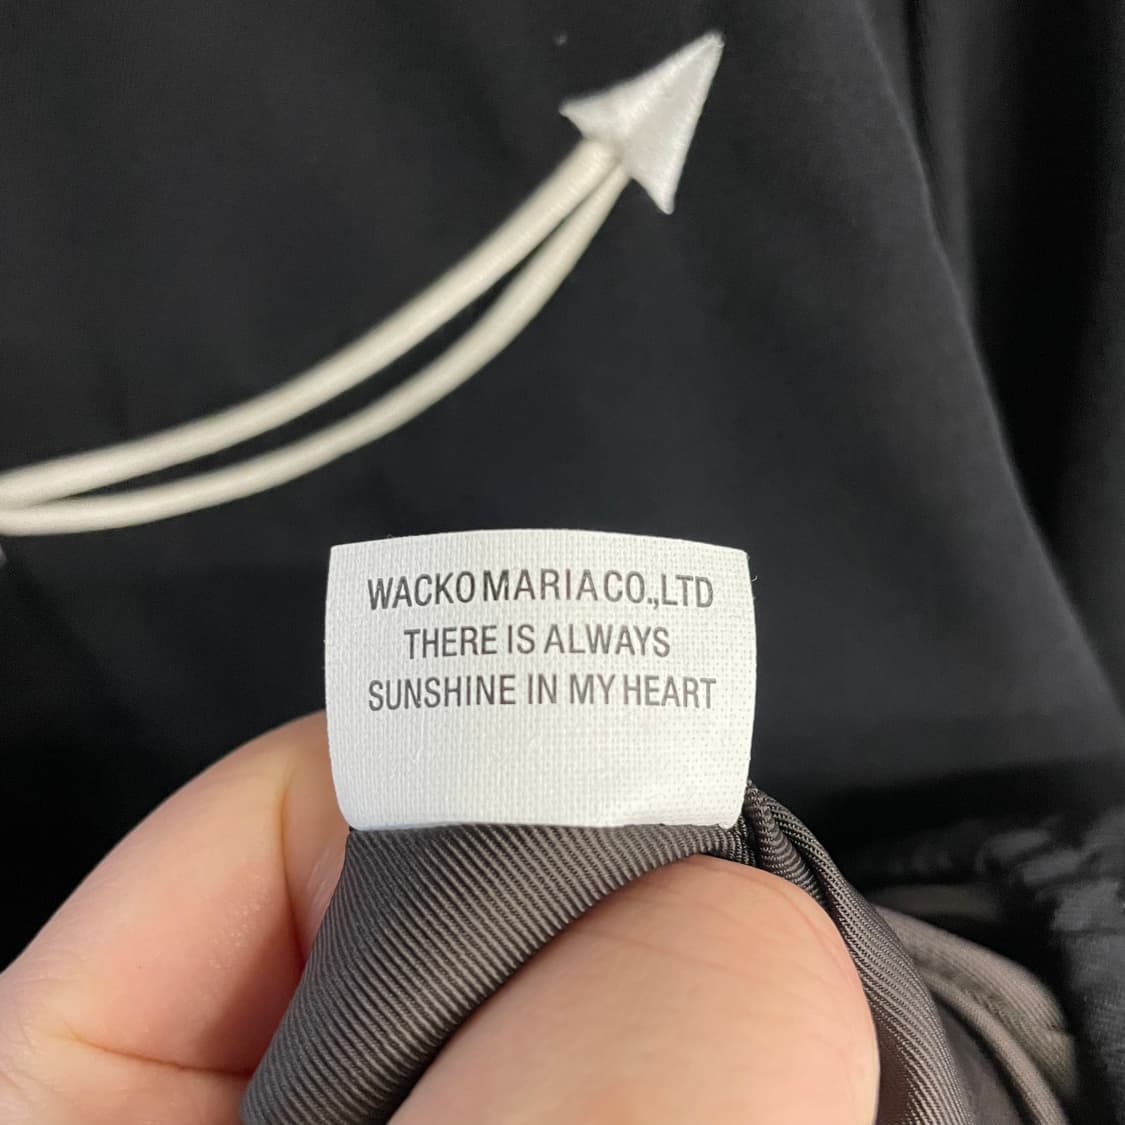 WACKO MARIA CO.,LTD
THERE IS ALWAYS
SUNSHINE IN MY HEART